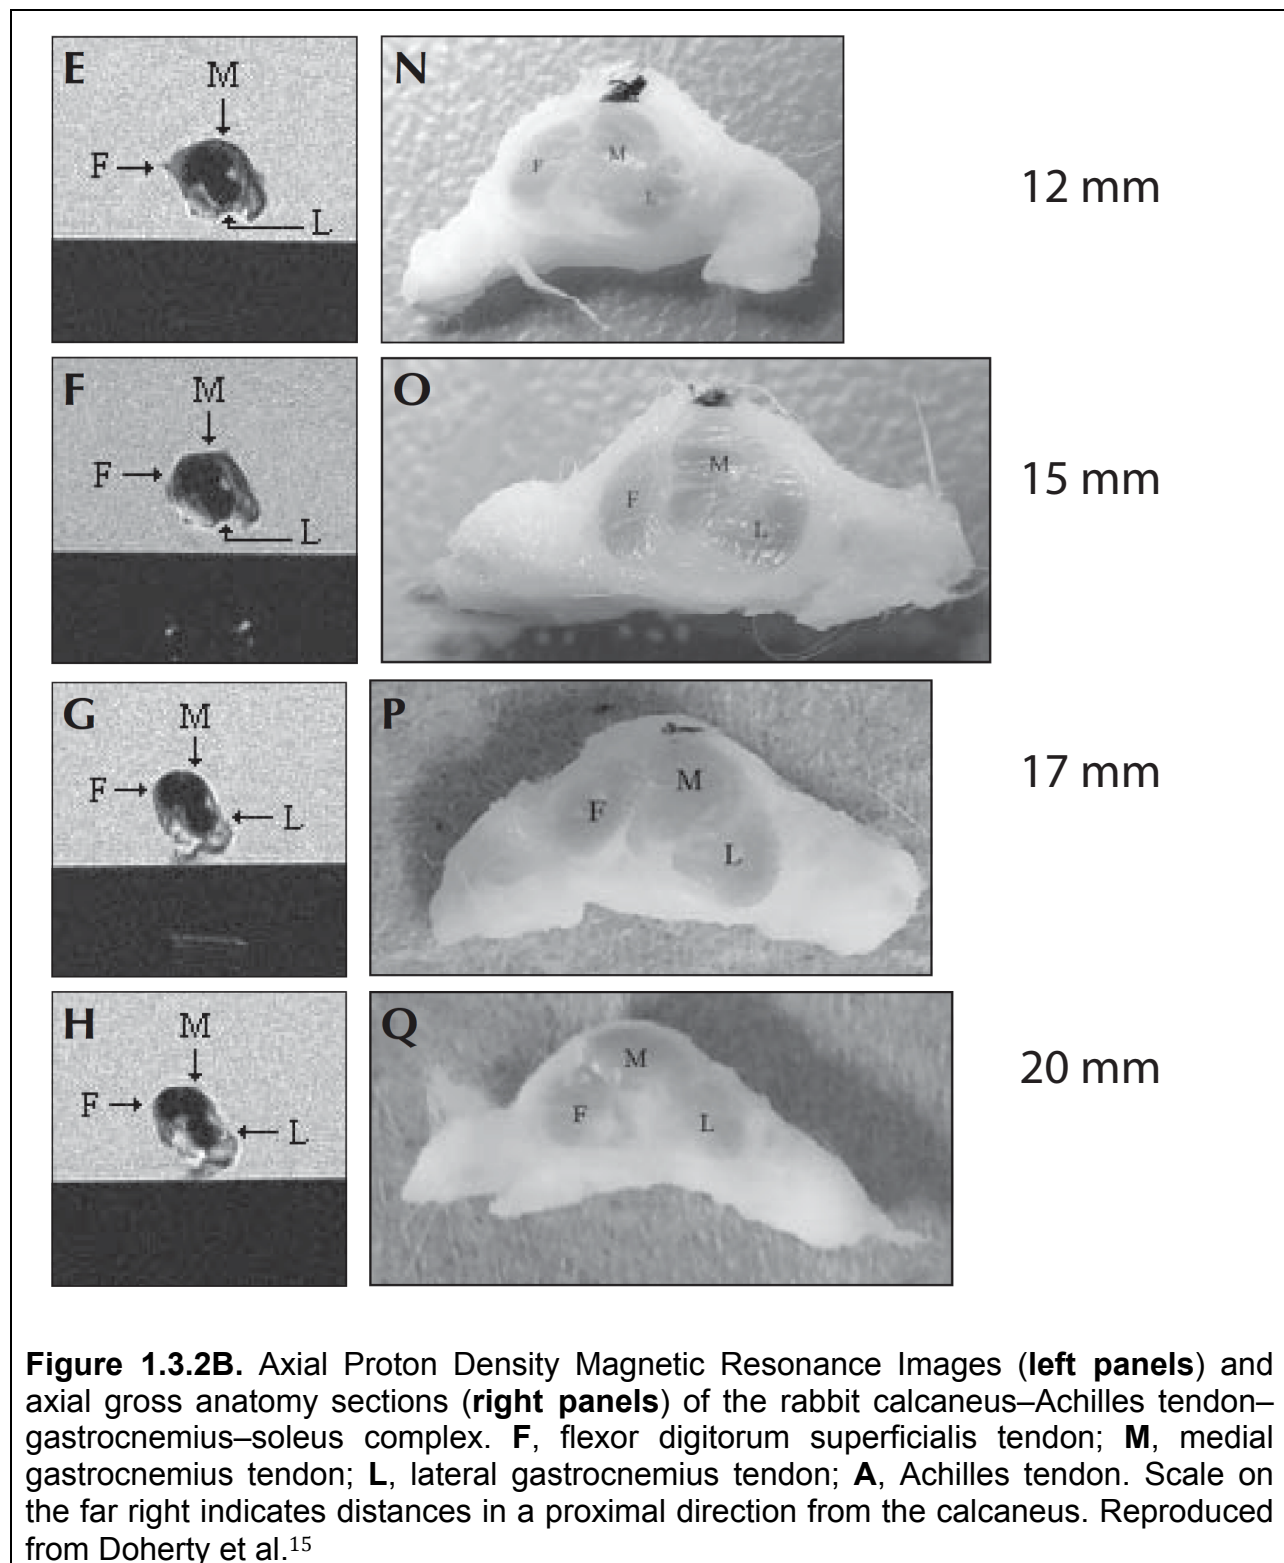 E
M
F
L
N
F
M
L
12 mm
F
M
F
L
O
M
F
L
15 mm
G
M
F
L
P
M
F
L
17 mm
H
M
F
L
Q
M
F
L
20 mm
Figure 1.3.2B. Axial Proton Density Magnetic Resonance Images (left panels) and
axial gross anatomy sections (right panels) of the rabbit calcaneus–Achilles tendon–
gastrocnemius–soleus complex. F, flexor digitorum superficialis tendon; M, medial
gastrocnemius tendon; L, lateral gastrocnemius tendon; A, Achilles tendon. Scale on
the far right indicates distances in a proximal direction from the calcaneus. Reproduced
from Doherty et al.15